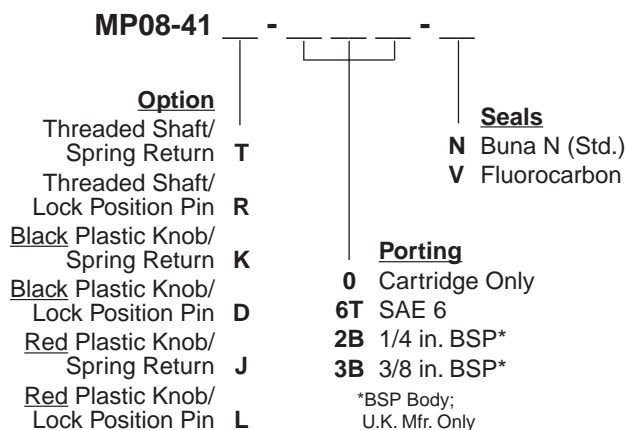 MP08-41 __ - __ __ __ - __
Option
Threaded Shaft/
Spring Return T
Threaded Shaft/
Lock Position Pin R
Black Plastic Knob/
Spring Return K
Black Plastic Knob/
Lock Position Pin D
Red Plastic Knob/
Spring Return J
Red Plastic Knob/
Lock Position Pin L
Porting
0 Cartridge Only
6T SAE 6
2B 1/4 in. BSP*
3B 3/8 in. BSP*
*BSP Body;
U.K. Mfr. Only
Seals
N Buna N (Std.)
V Fluorocarbon